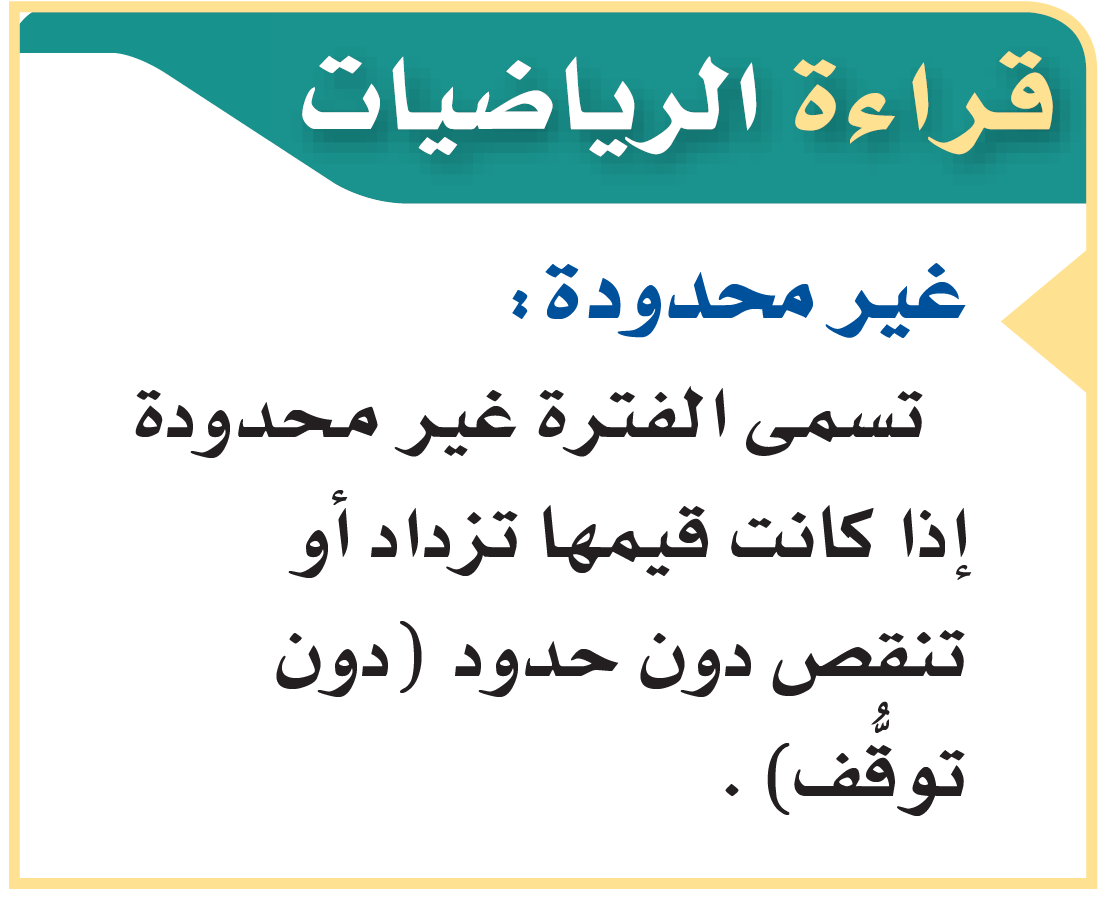 قراءة الرياضيات
غير محدودة:
تسمى الفترة غير محدودة
إذا كانت قيمها تزداد أو
تنقص دون حدود (دون
توقُّف) .